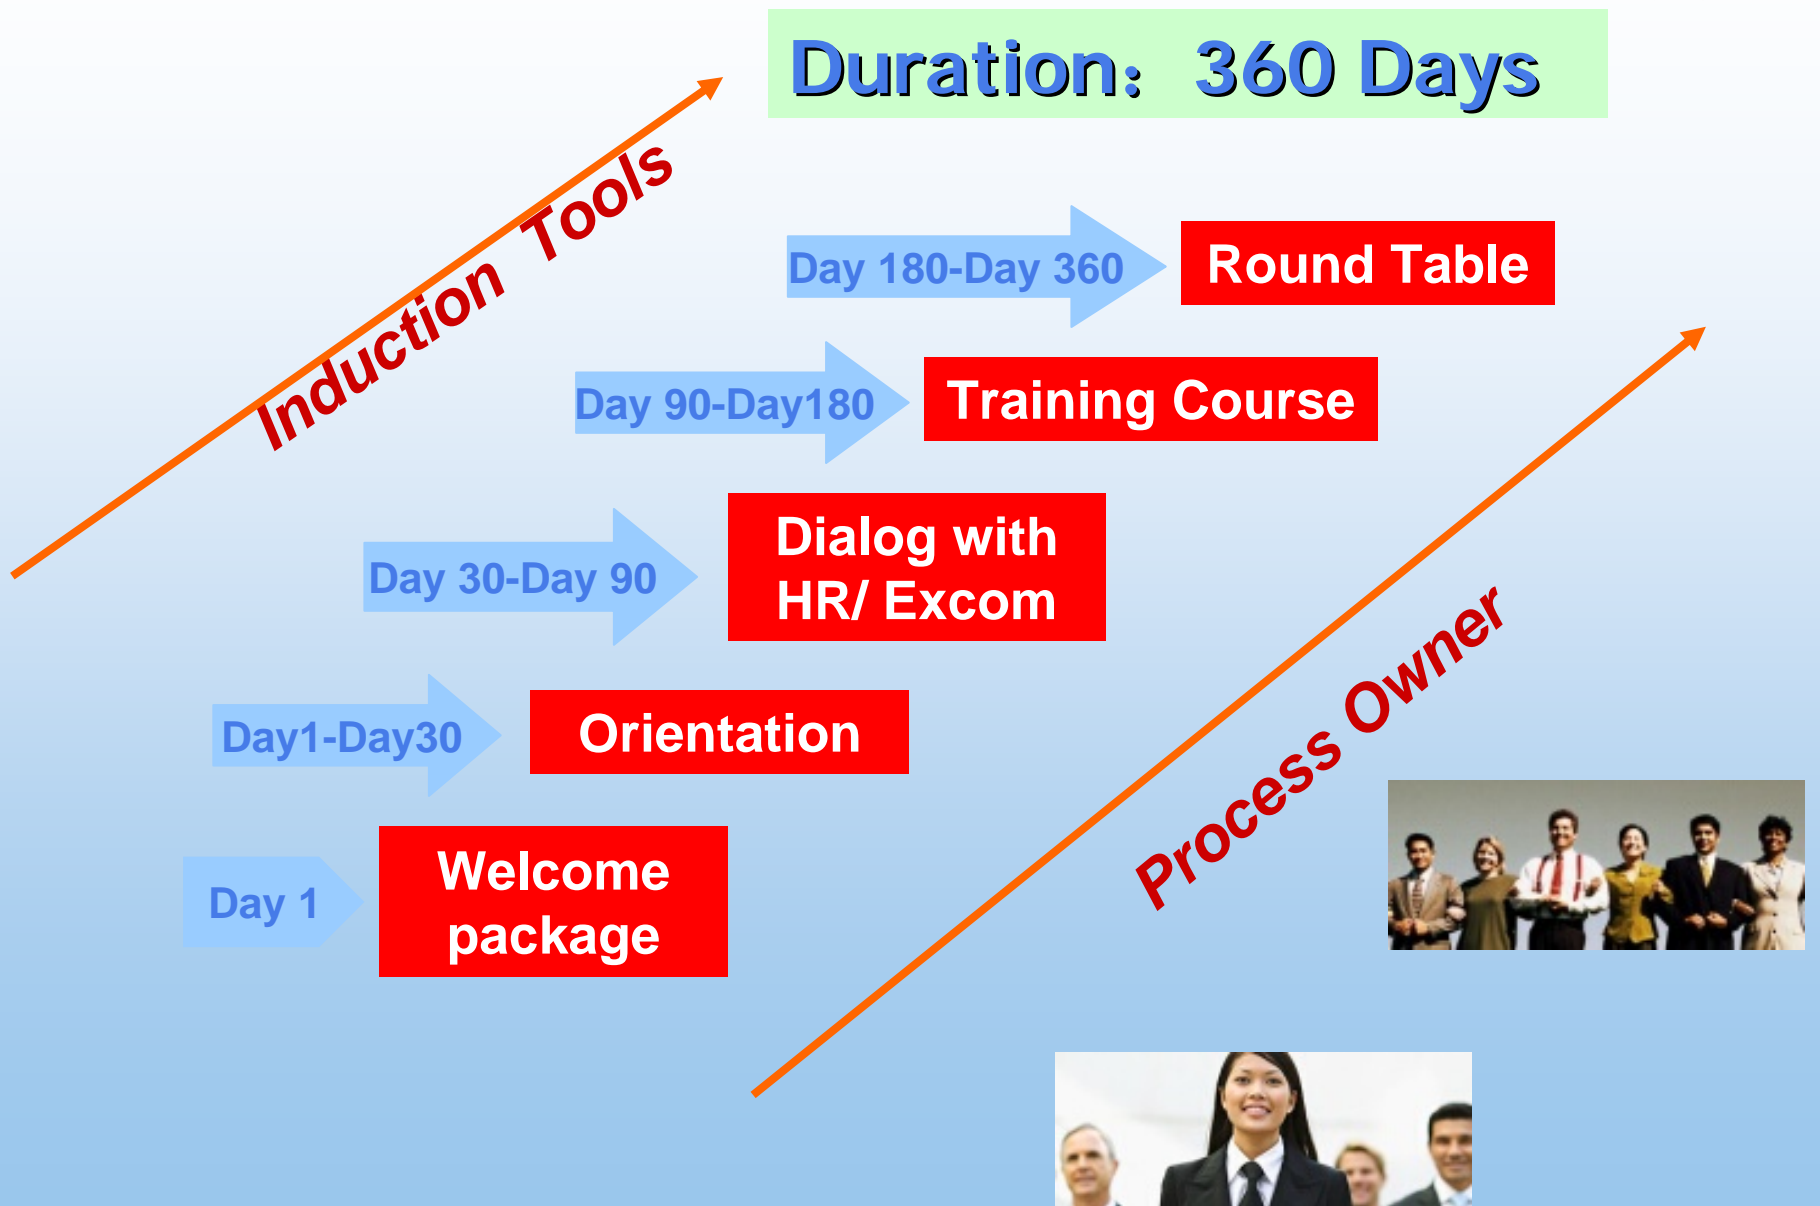 Duration: 360 Days
Induction Tools
Day 180-Day 360
Round Table
Day 90-Day180
Training Course
Day 30-Day 90
Dialog with
HR/ Excom
Day1-Day30
Orientation
Process Owner
Day 1
Welcome
package